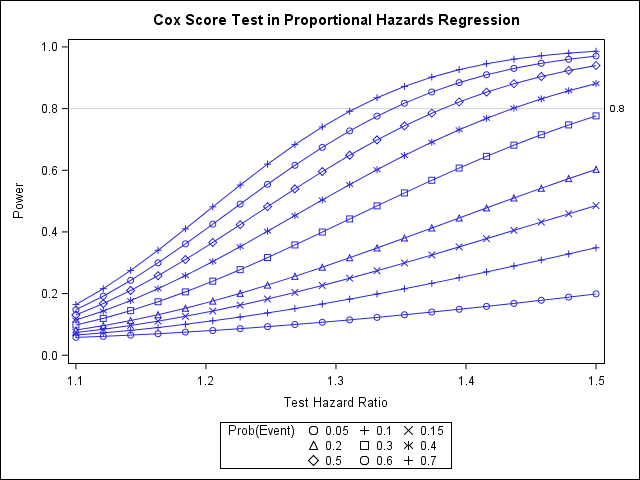 Cox Score Test in Proportional Hazards Regression
1.0
0.8
0.8
0.6
0.4
0.2
0.0
Power
1.1 1.2 1.3 1.4 1.5
Test Hazard Ratio
Prob(Event) 0.05 0.1 0.15
0.2 0.3 0.4
0.5 0.6 0.7